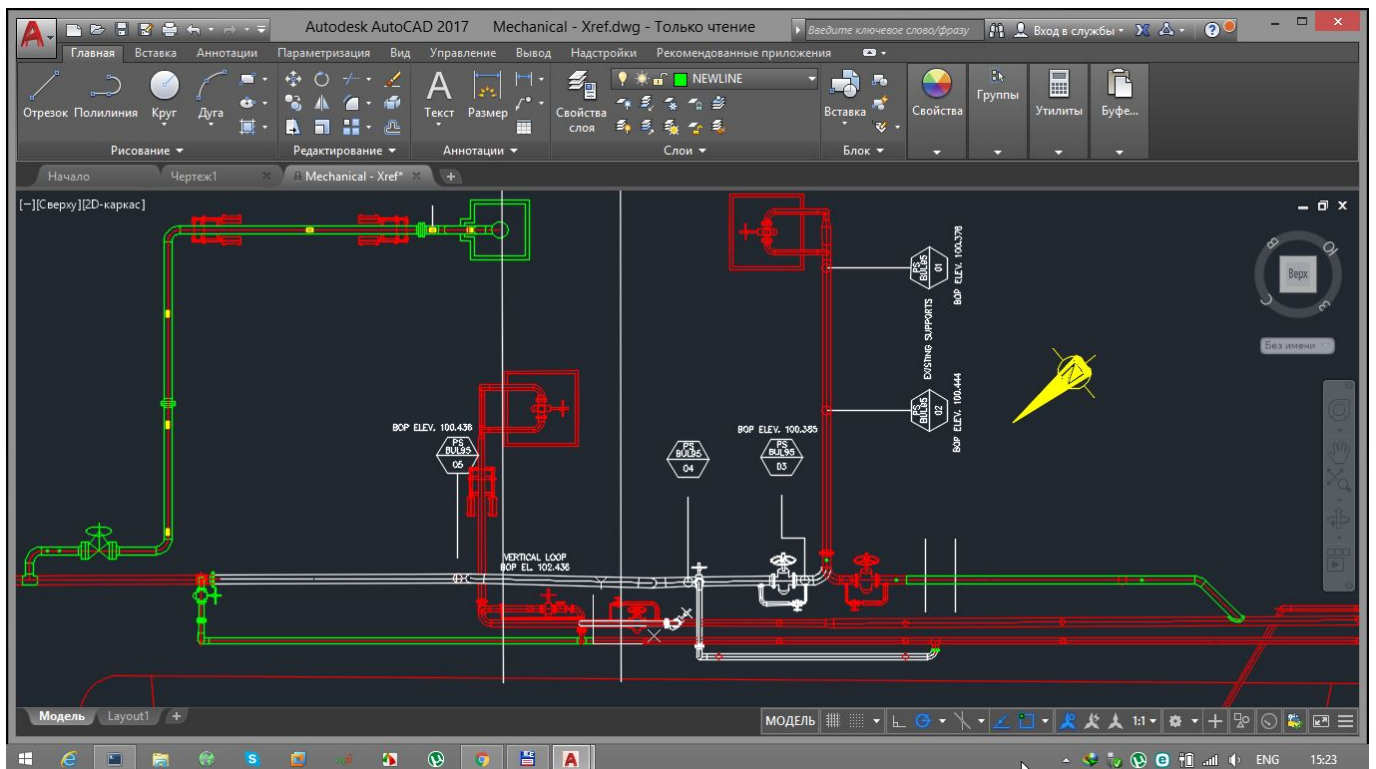 Autodesk AutoCAD 2017 Mechanical - Xref.dwg - Только чтение
Введите ключевое слово/фразу
Вход в службы
Главная Вставка Аннотации Параметризация Вид Управление Вывод Надстройки Рекомендованные приложения
NEWLINE
Отрезок Полилиния Круг Дуга
Текст Размер
Свойства слоя
Вставка
Свойства
Группы
Утилиты
Буфе...
Рисование Редактирование Аннотации Слои Блок
Начало Чертеж1 Mechanical - Xref*
[−][Сверху][2D-каркас]
Верх
Без имени
PS
BUL95
01
BOP ELEV. 100.378
EXISTING SUPPORTS
PS
BUL95
02
BOP ELEV. 100.444
BOP ELEV. 100.436
PS
BUL95
PS
BUL95
04
BOP ELEV. 100.385
PS
BUL95
03
VERTICAL LOOP
BOP EL. 102.436
Y
X
Модель Layout1 +
МОДЕЛЬ 1:1
ENG 15:23